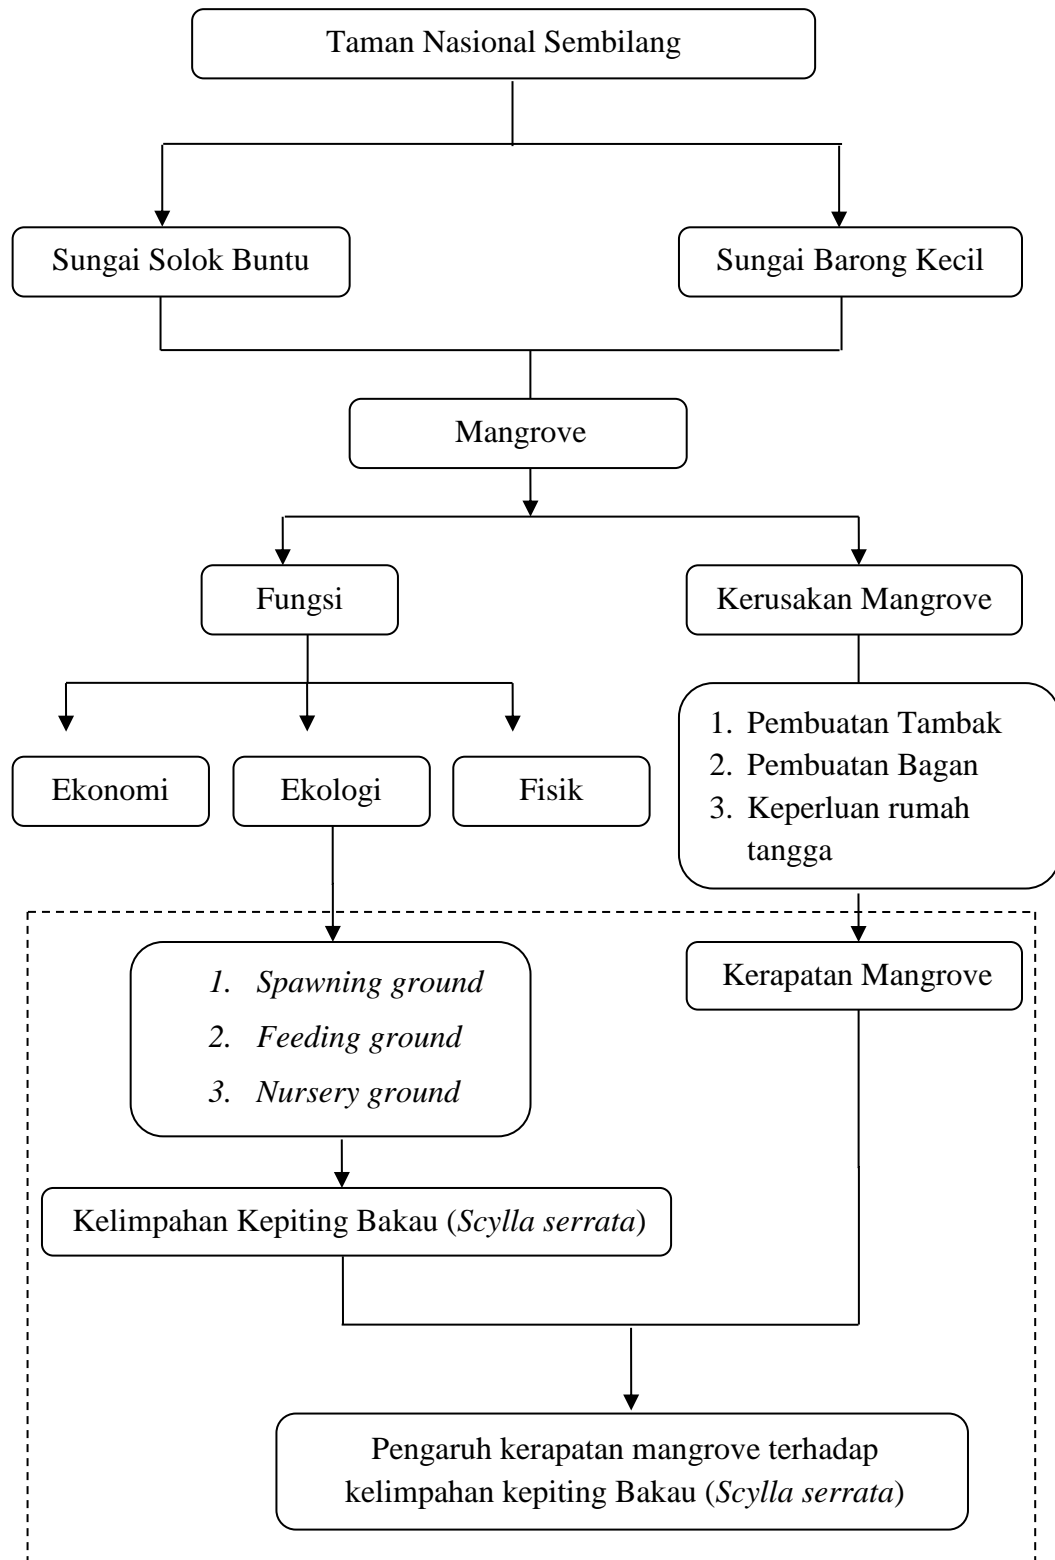 Taman Nasional Sembilang
Sungai Solok Buntu
Sungai Barong Kecil
Mangrove
Fungsi
Kerusakan Mangrove
1. Pembuatan Tambak
2. Pembuatan Bagan
3. Keperluan rumah
tangga
Ekonomi
Ekologi
Fisik
1. Spawning ground
2. Feeding ground
3. Nursery ground
Kerapatan Mangrove
Kelimpahan Kepiting Bakau (Scylla serrata)
Pengaruh kerapatan mangrove terhadap
kelimpahan kepiting Bakau (Scylla serrata)